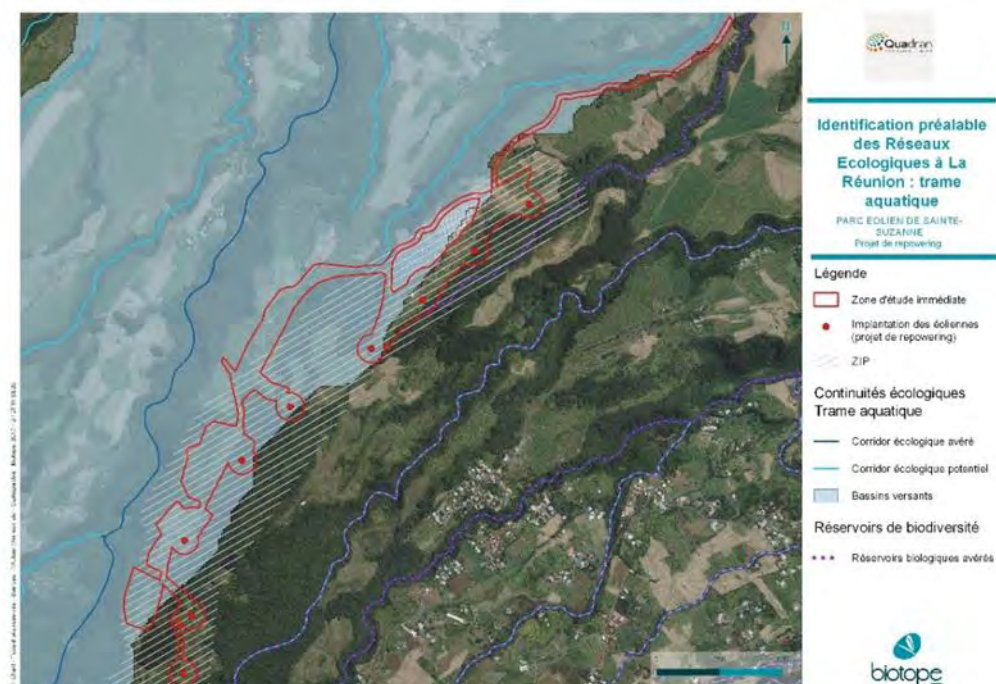 N
Quadran
Identification préalable
des Réseaux
Ecologiques à La
Réunion : trame
aquatique
PARC EOLIEN DE SAINTE-
SUZANNE
Projet de repowering
Légende
Zone d'étude immédiate
Implantation des éoliennes
(projet de repowering)
ZIP
Continuités écologiques
Trame aquatique
Corridor écologique avéré
Corridor écologique potentiel
Bassins versants
Réservoirs de biodiversité
Réservoirs biologiques avérés
biotope